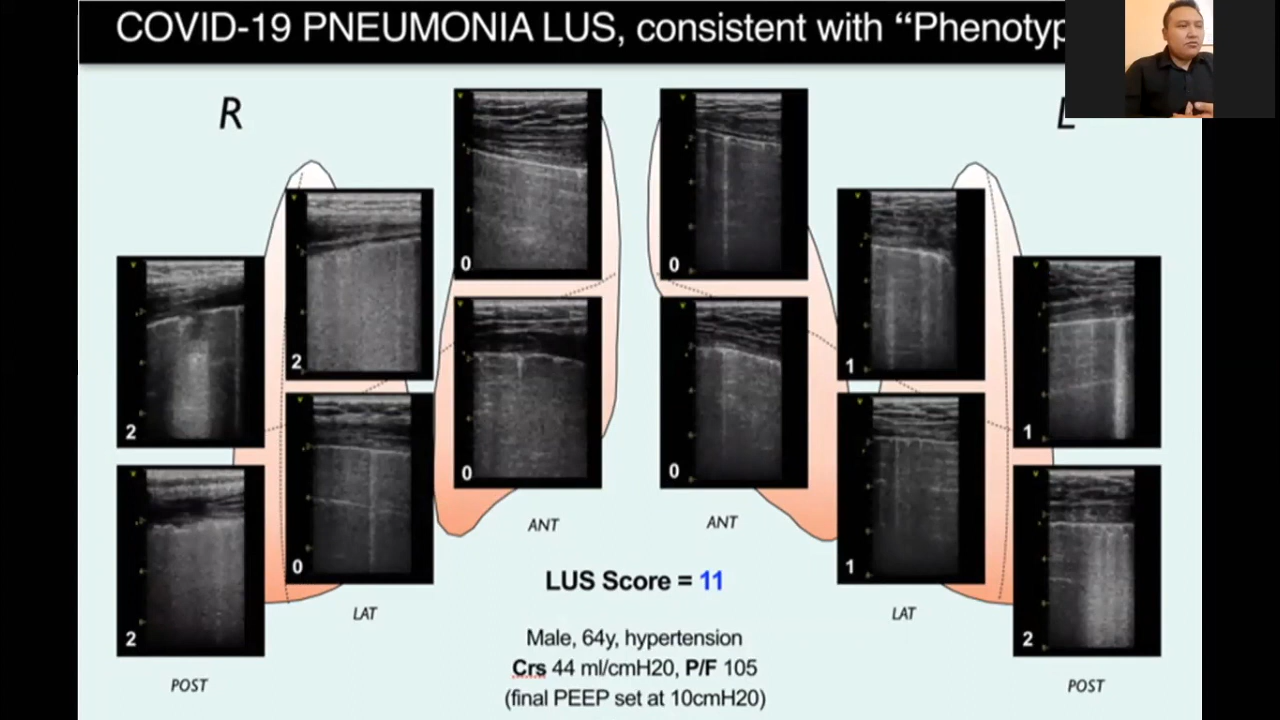 COVID-19 PNEUMONIA LUS, consistent with “Phenotyp
R
L
0
0
2
1
2
1
0
0
0
1
2
2
ANT
ANT
LUS Score = 11
LAT
LAT
Male, 64y, hypertension
Crs 44 ml/cmH20, P/F 105
(final PEEP set at 10cmH20)
POST
POST